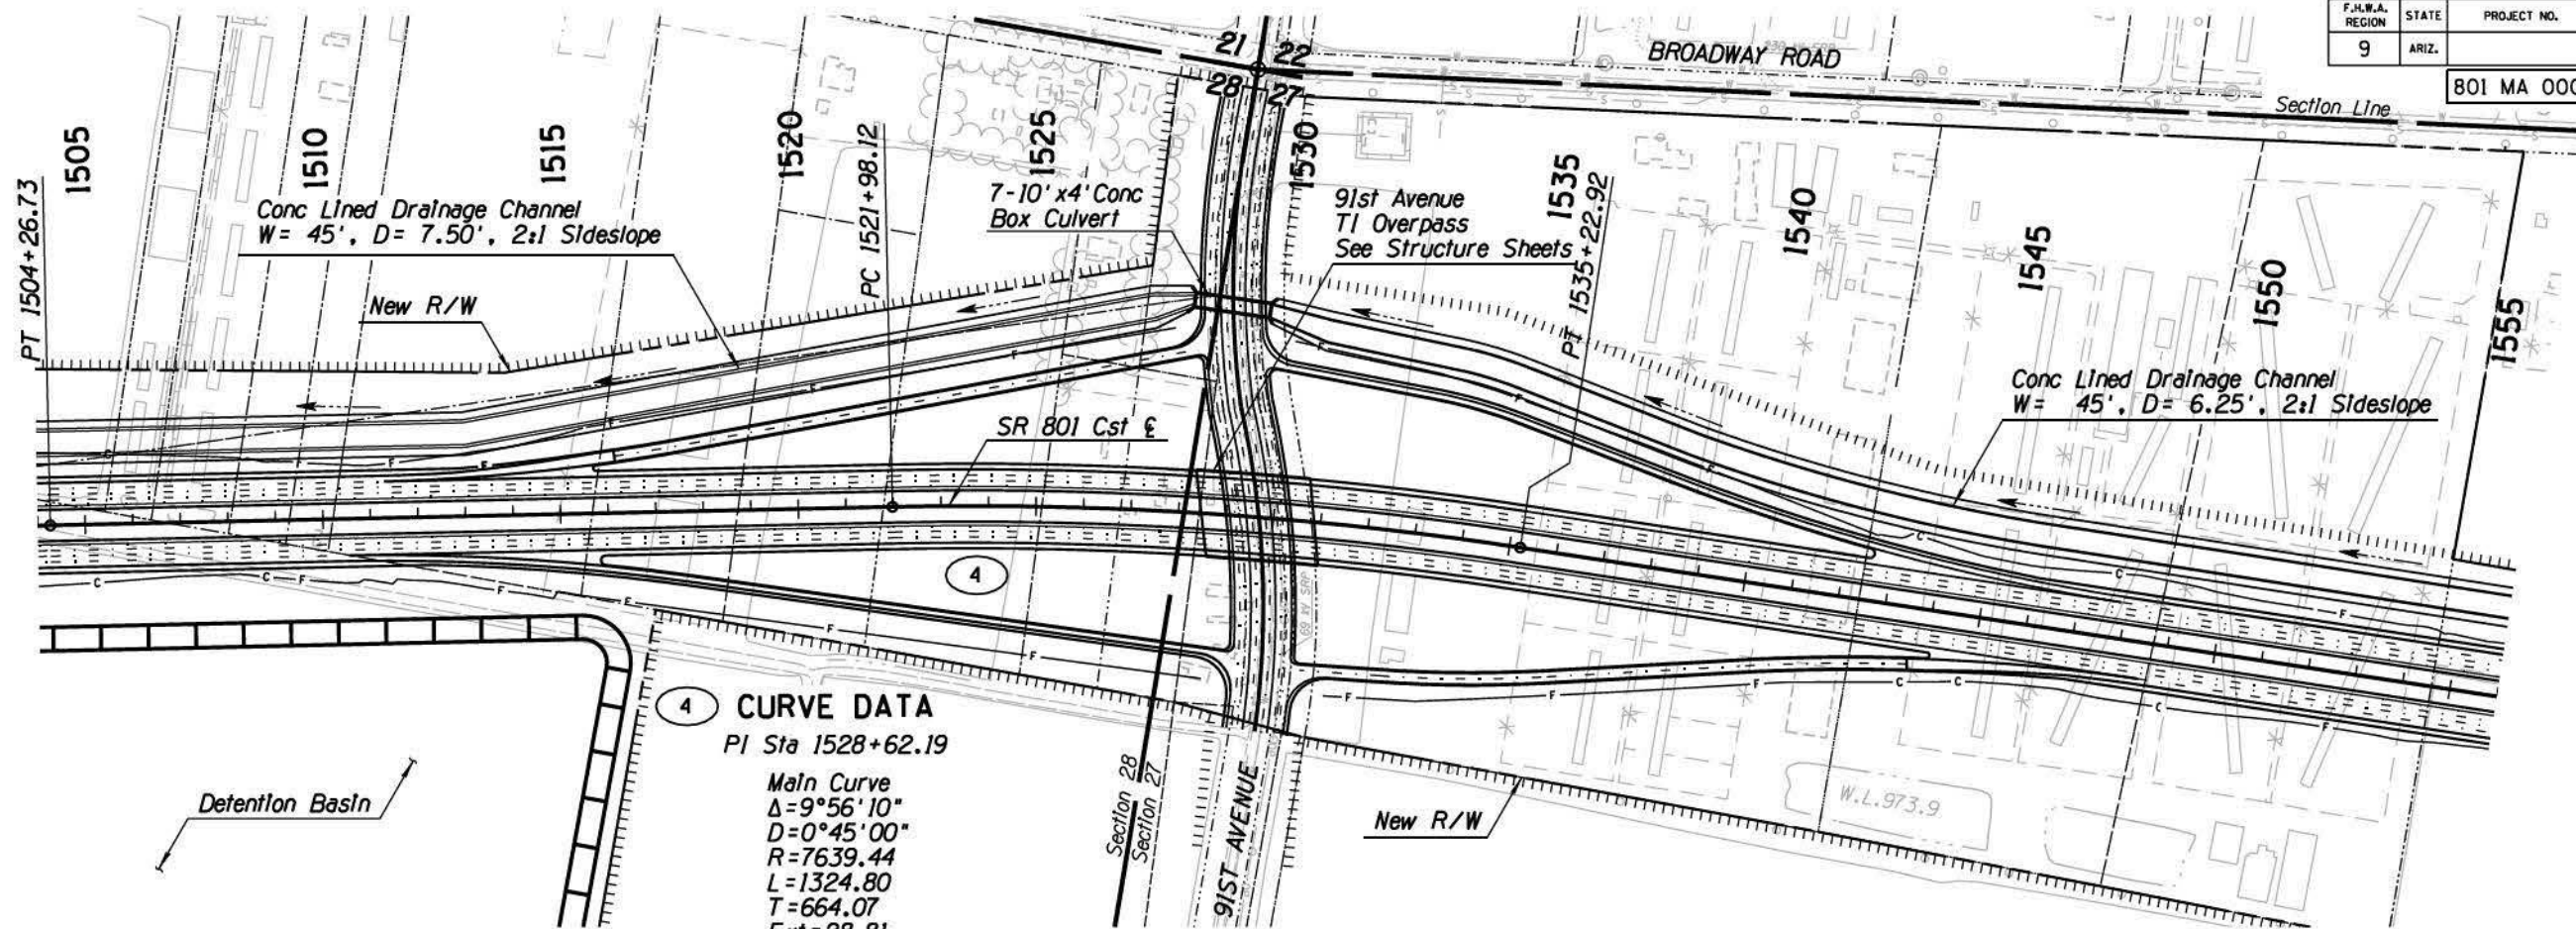 F.H.W.A.
REGION
STATE
PROJECT NO.
9
ARIZ.
801 MA 000
BROADWAY ROAD
Section Line
21
22
28
27
PT 1504+26.73
1505
1510
1515
1520
PC 1521+98.12
1525
1530
1535
PT 1535+22.92
1540
1545
1550
1555
Conc Lined Drainage Channel
W= 45', D= 7.50', 2:1 Sideslope
7-10'x4' Conc
Box Culvert
91st Avenue
TI Overpass
See Structure Sheets
New R/W
Conc Lined Drainage Channel
W= 45', D= 6.25', 2:1 Sideslope
SR 801 Cst ℄
4
69 KV SRP
4 CURVE DATA
PI Sta 1528+62.19
Main Curve
Δ=9°56'10"
D=0°45'00"
R=7639.44
L=1324.80
T=664.07
Detention Basin
Section 28
Section 27
91ST AVENUE
New R/W
W.L.973.9